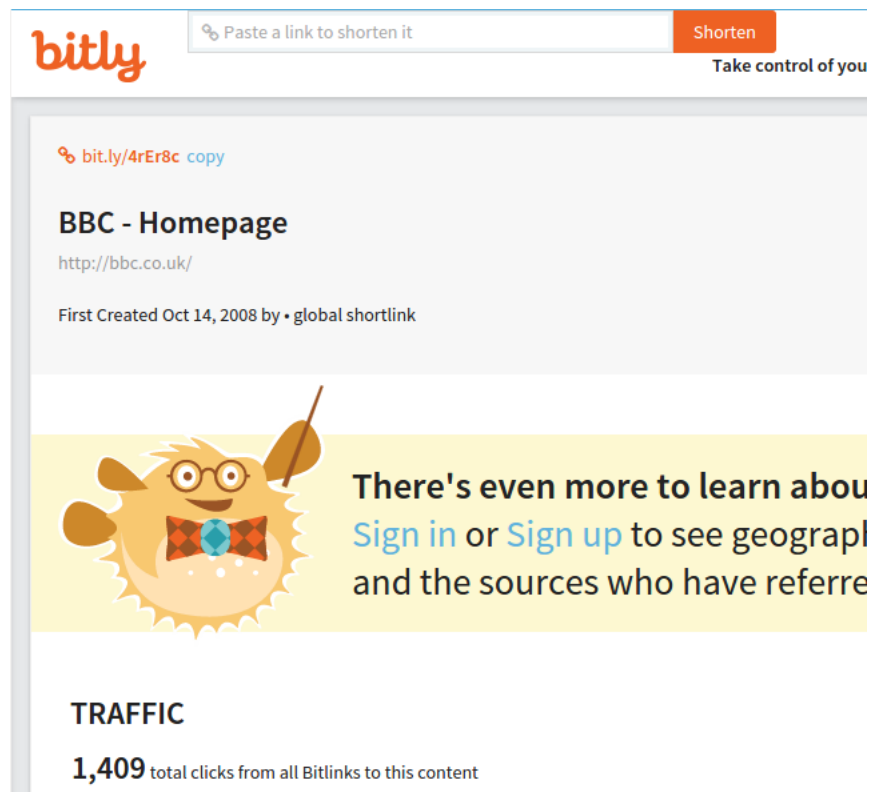 bitly
Paste a link to shorten it
Shorten
Take control of you
bit.ly/4rEr8c copy
BBC - Homepage
http://bbc.co.uk/
First Created Oct 14, 2008 by • global shortlink
There's even more to learn abou
Sign in or Sign up to see geograph
and the sources who have referre
TRAFFIC
1,409 total clicks from all Bitlinks to this content